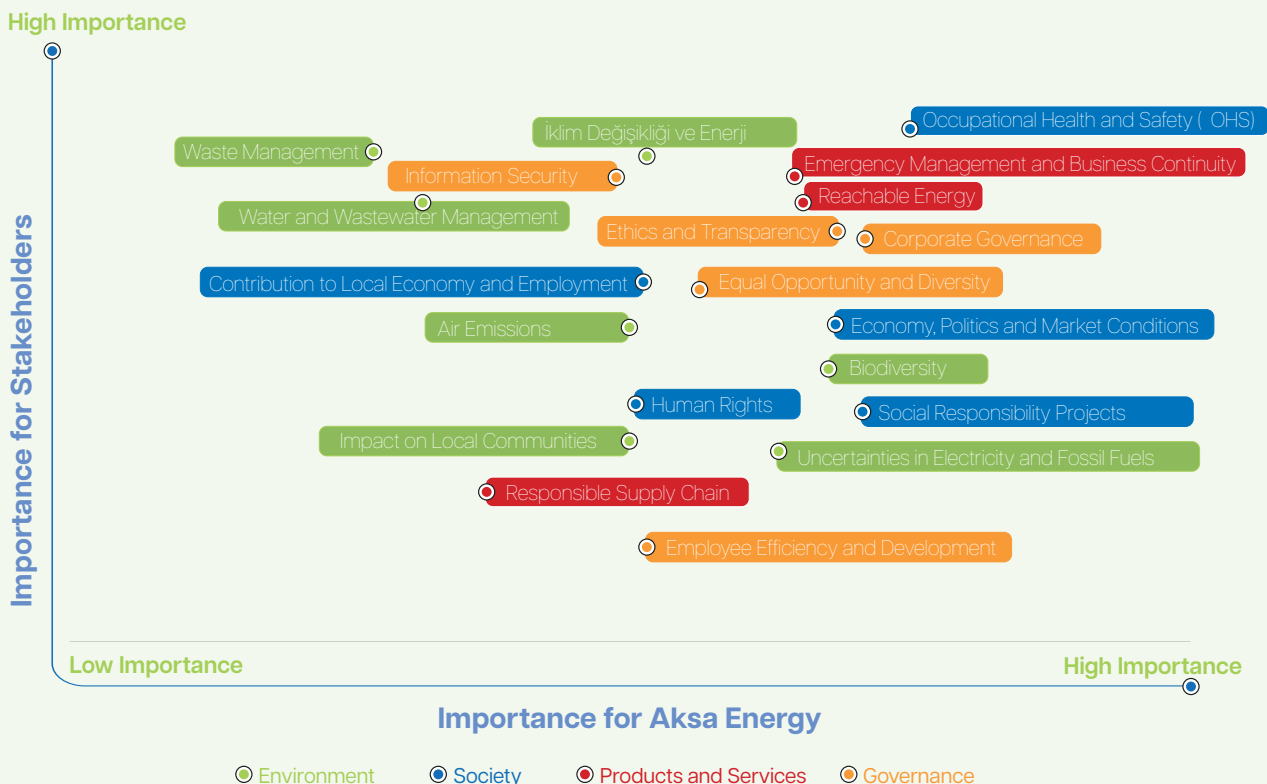 High Importance
Occupational Health and Safety ( OHS)
İklim Değişikliği ve Enerji
Waste Management
Emergency Management and Business Continuity
Information Security
Reachable Energy
Water and Wastewater Management
Ethics and Transparency
Corporate Governance
Contribution to Local Economy and Employment
Equal Opportunity and Diversity
Air Emissions
Economy, Politics and Market Conditions
Biodiversity
Human Rights
Social Responsibility Projects
Impact on Local Communities
Uncertainties in Electricity and Fossil Fuels
Responsible Supply Chain
Employee Efficiency and Development
Importance for Stakeholders
Low Importance
High Importance
Importance for Aksa Energy
Environment
Society
Products and Services
Governance